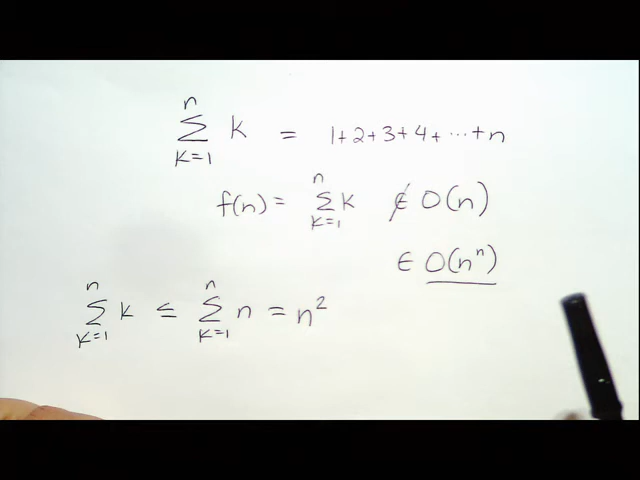 n
∑ k = 1+2+3+4+⋯+n
k=1
n
f(n) = ∑ k ∉ O(n)
k=1
∈ O(nⁿ)
n n
∑ k ≤ ∑ n = n²
k=1 k=1